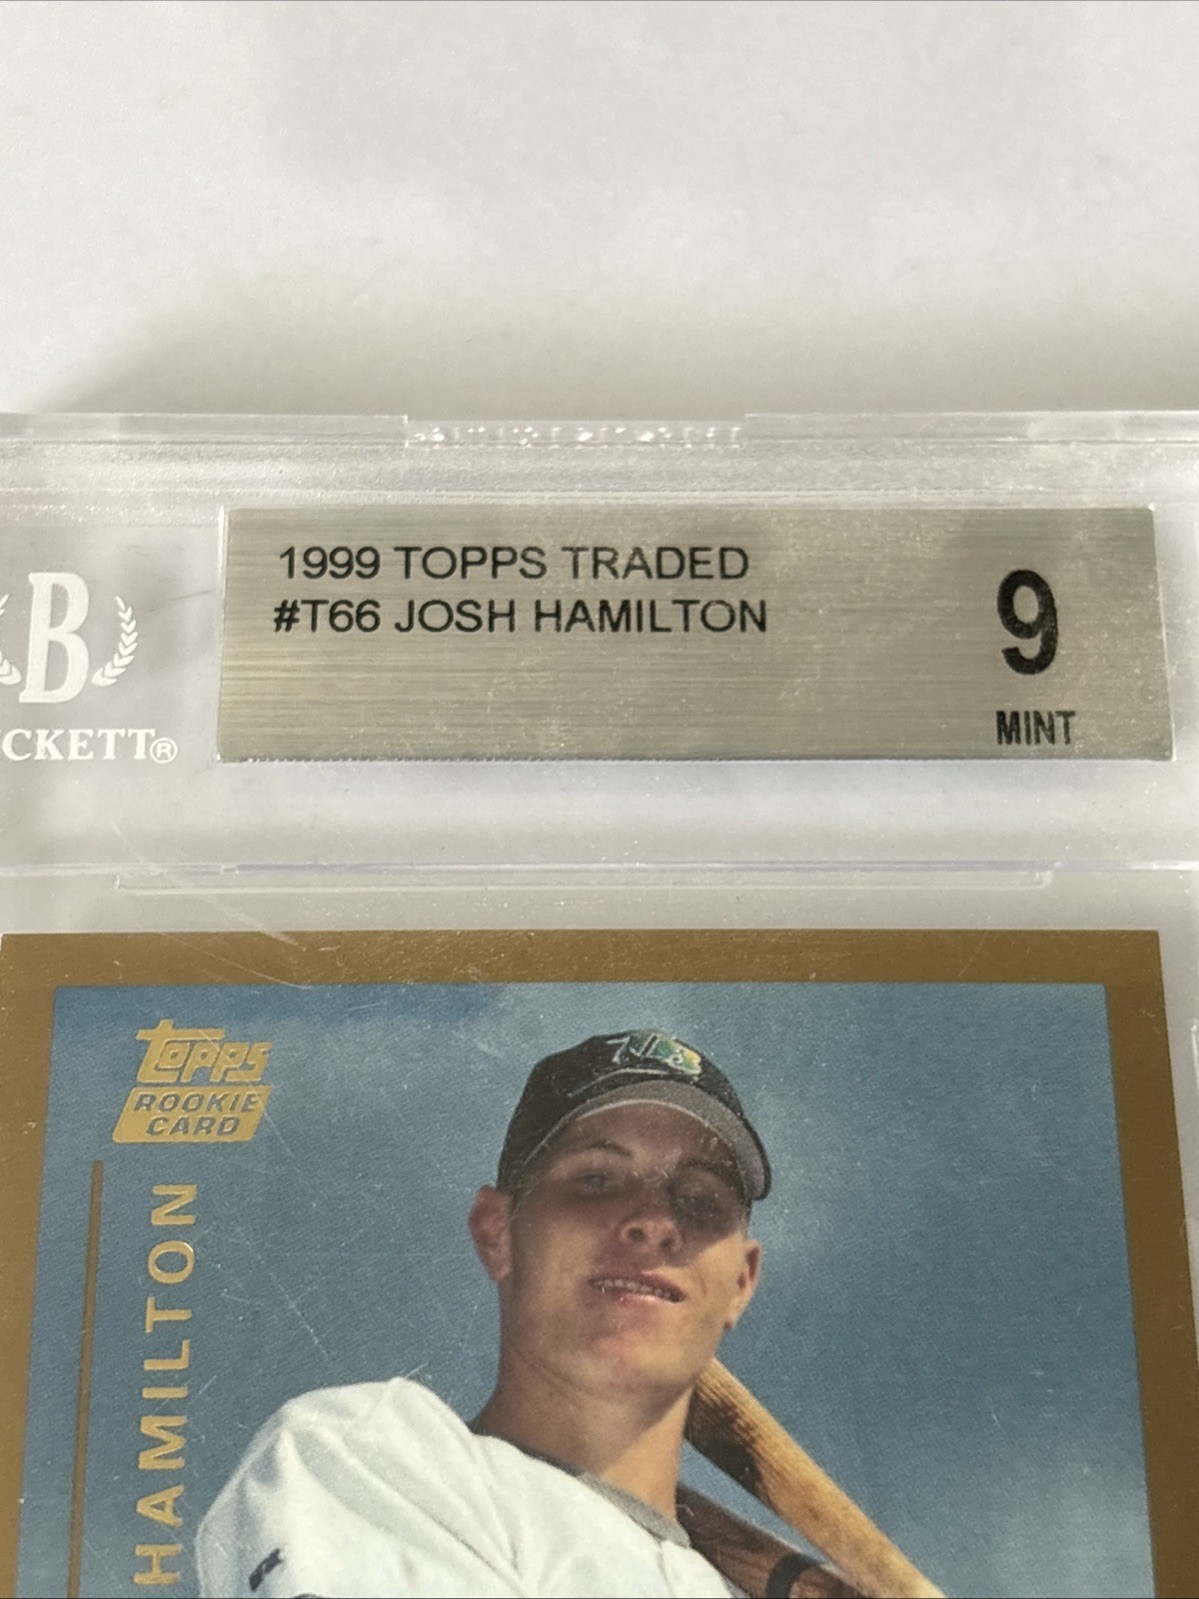 1999 TOPPS TRADED
#T66 JOSH HAMILTON
9
MINT
B
CKETT®
Topps
ROOKIE
CARD
HAMILTON